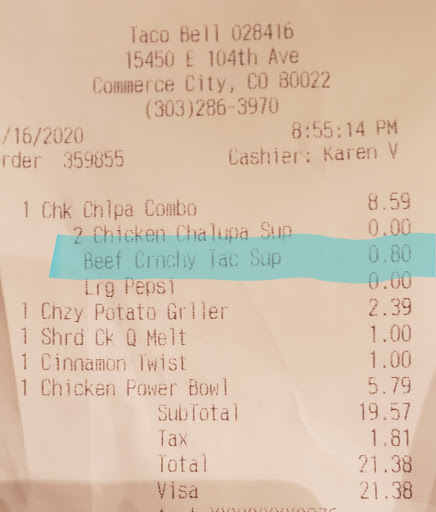 Taco Bell 028416
15450 E 104th Ave
Commerce City, CO 80022
(303)286-3970
/16/2020 8:55:14 PM
rder 359855 Cashier: Karen V
1 Chk Chlpa Combo 8.59
2 Chicken Chalupa Sup 0.00
Beef Crnchy Tac Sup 0.80
Lrg Pepsi 0.00
1 Chzy Potato Grller 2.39
1 Shrd Ck Q Melt 1.00
1 Cinnamon Twist 1.00
1 Chicken Power Bowl 5.79
SubTotal 19.57
Tax 1.81
Total 21.38
Visa 21.38